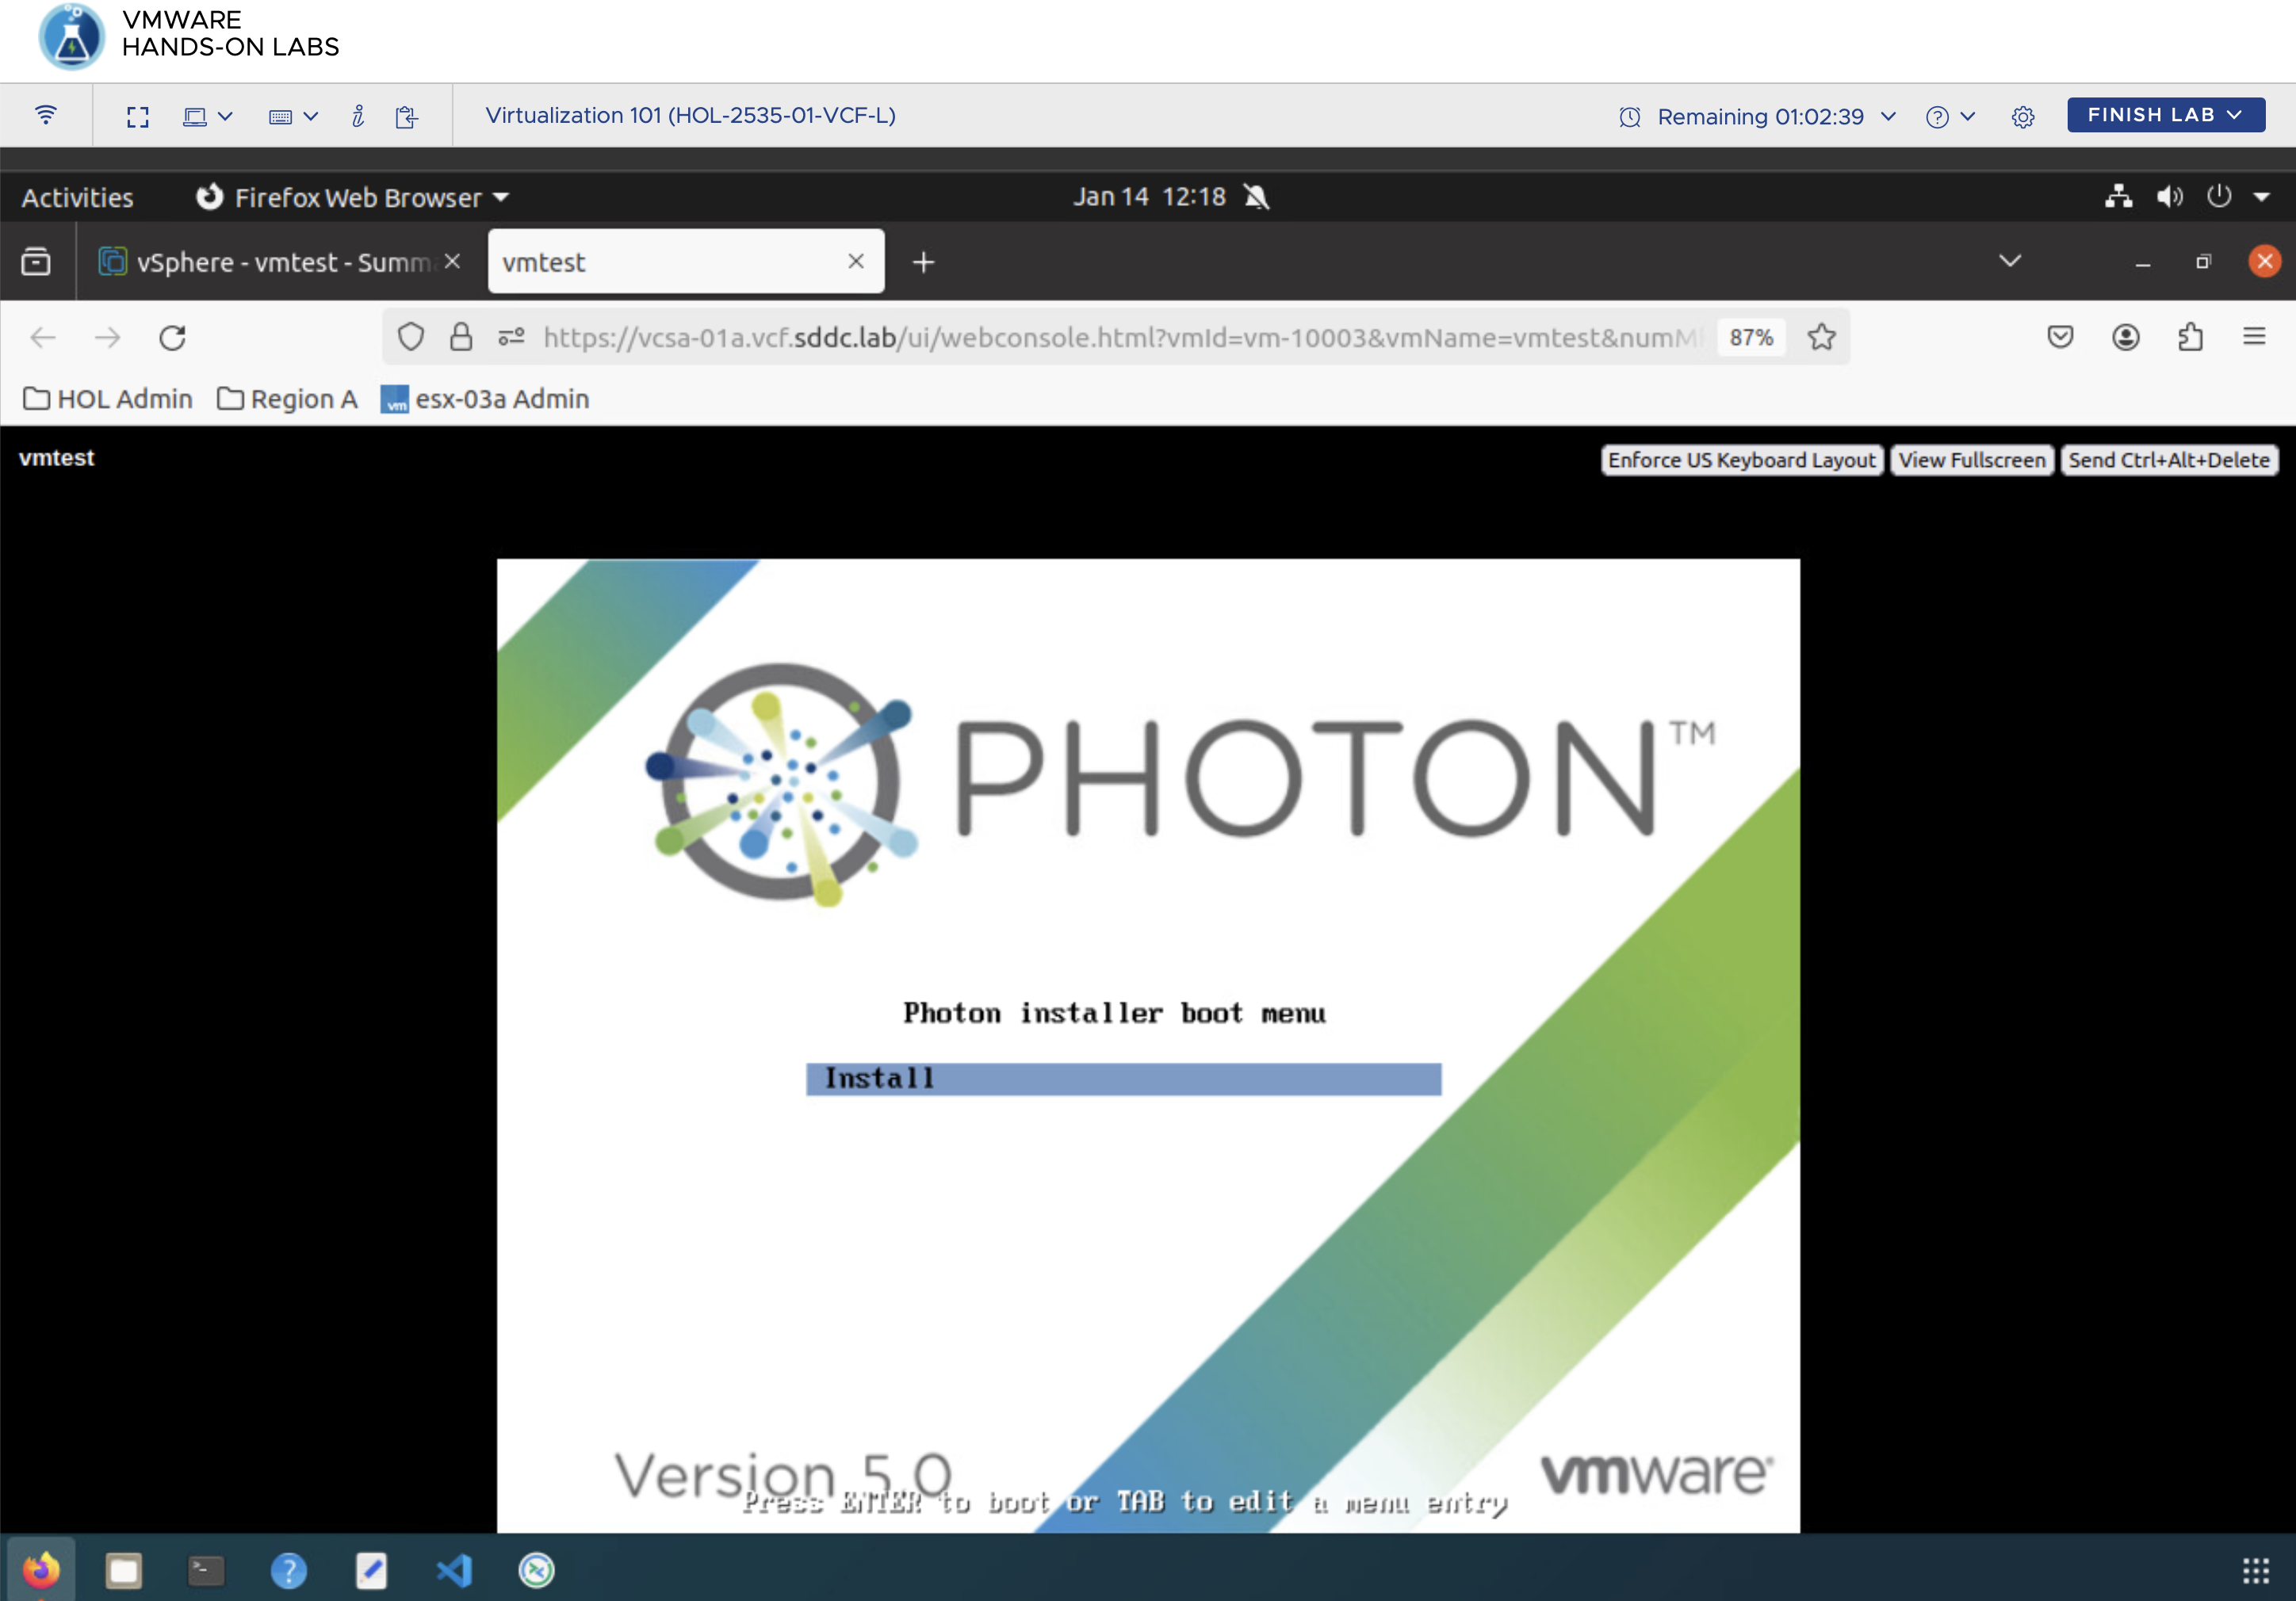 VMWARE
HANDS-ON LABS
Virtualization 101 (HOL-2535-01-VCF-L)
Remaining 01:02:39
FINISH LAB
Activities
Firefox Web Browser
Jan 14 12:18
vSphere - vmtest - Summ
vmtest
https://vcsa-01a.vcf.sddc.lab/ui/webconsole.html?vmId=vm-10003&vmName=vmtest&numM
87%
HOL Admin
Region A
vm
esx-03a Admin
vmtest
Enforce US Keyboard Layout
View Fullscreen
Send Ctrl+Alt+Delete
PHOTON™
Photon installer boot menu
Install
Version 5.0
vmware®
Press ENTER to boot or TAB to edit a menu entry